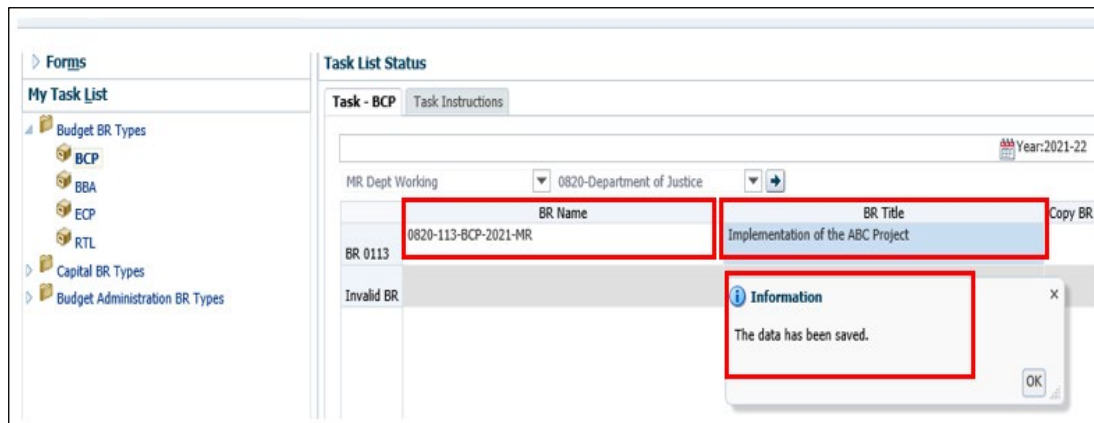 Forms
My Task List
Budget BR Types
BCP
BBA
ECP
RTL
Capital BR Types
Budget Administration BR Types
Task List Status
Task - BCP Task Instructions
Year:2021-22
MR Dept Working 0820-Department of Justice
BR Name BR Title Copy BR
BR 0113 0820-113-BCP-2021-MR Implementation of the ABC Project
Invalid BR
Information x
The data has been saved.
OK